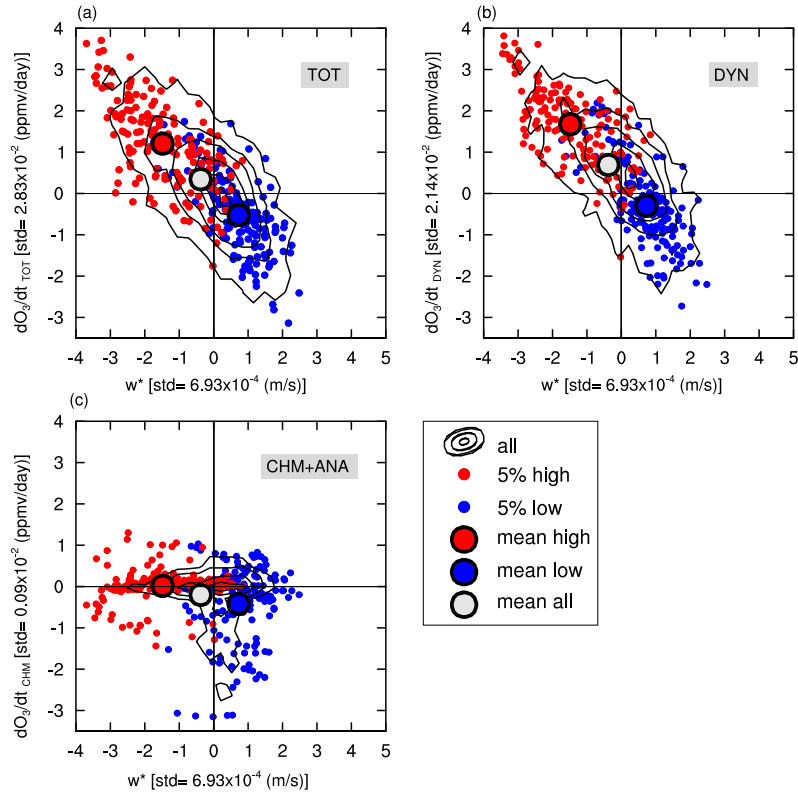 (a)
TOT
4
3
2
1
0
-1
-2
-3
-4 -3 -2 -1 0 1 2 3 4 5
dO3/dt TOT [std= 2.83x10-2 (ppmv/day)]
w* [std= 6.93x10-4 (m/s)]
(b)
DYN
4
3
2
1
0
-1
-2
-3
-4 -3 -2 -1 0 1 2 3 4 5
dO3/dt DYN [std= 2.14x10-2 (ppmv/day)]
w* [std= 6.93x10-4 (m/s)]
(c)
CHM+ANA
4
3
2
1
0
-1
-2
-3
-4 -3 -2 -1 0 1 2 3 4 5
dO3/dt CHM [std= 0.09x10-2 (ppmv/day)]
w* [std= 6.93x10-4 (m/s)]
all
5% high
5% low
mean high
mean low
mean all